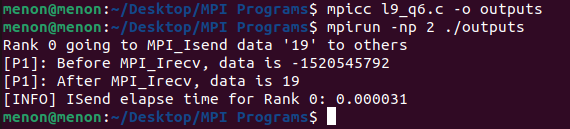 menon@menon:~/Desktop/MPI Programs$ mpicc l9_q6.c -o outputs
menon@menon:~/Desktop/MPI Programs$ mpirun -np 2 ./outputs
Rank 0 going to MPI_Isend data '19' to others
[P1]: Before MPI_Irecv, data is -1520545792
[P1]: After MPI_Irecv, data is 19
[INFO] ISend elapse time for Rank 0: 0.000031
menon@menon:~/Desktop/MPI Programs$